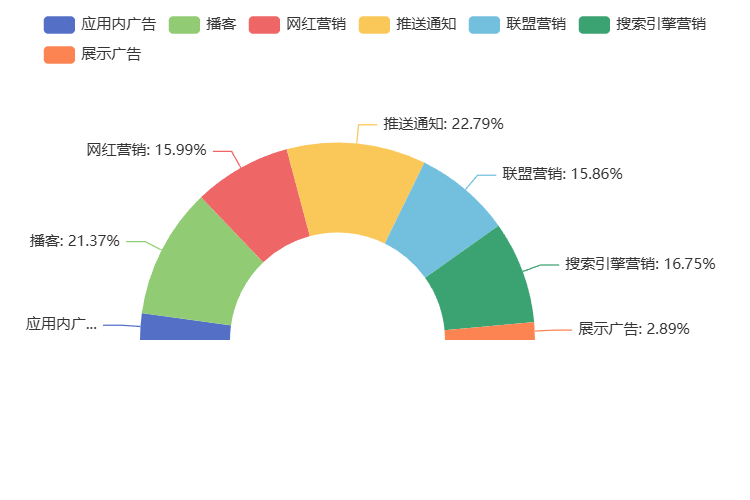 应用内广告 播客 网红营销 推送通知 联盟营销 搜索引擎营销
展示广告
推送通知: 22.79%
网红营销: 15.99%
联盟营销: 15.86%
播客: 21.37%
搜索引擎营销: 16.75%
应用内广...
展示广告: 2.89%